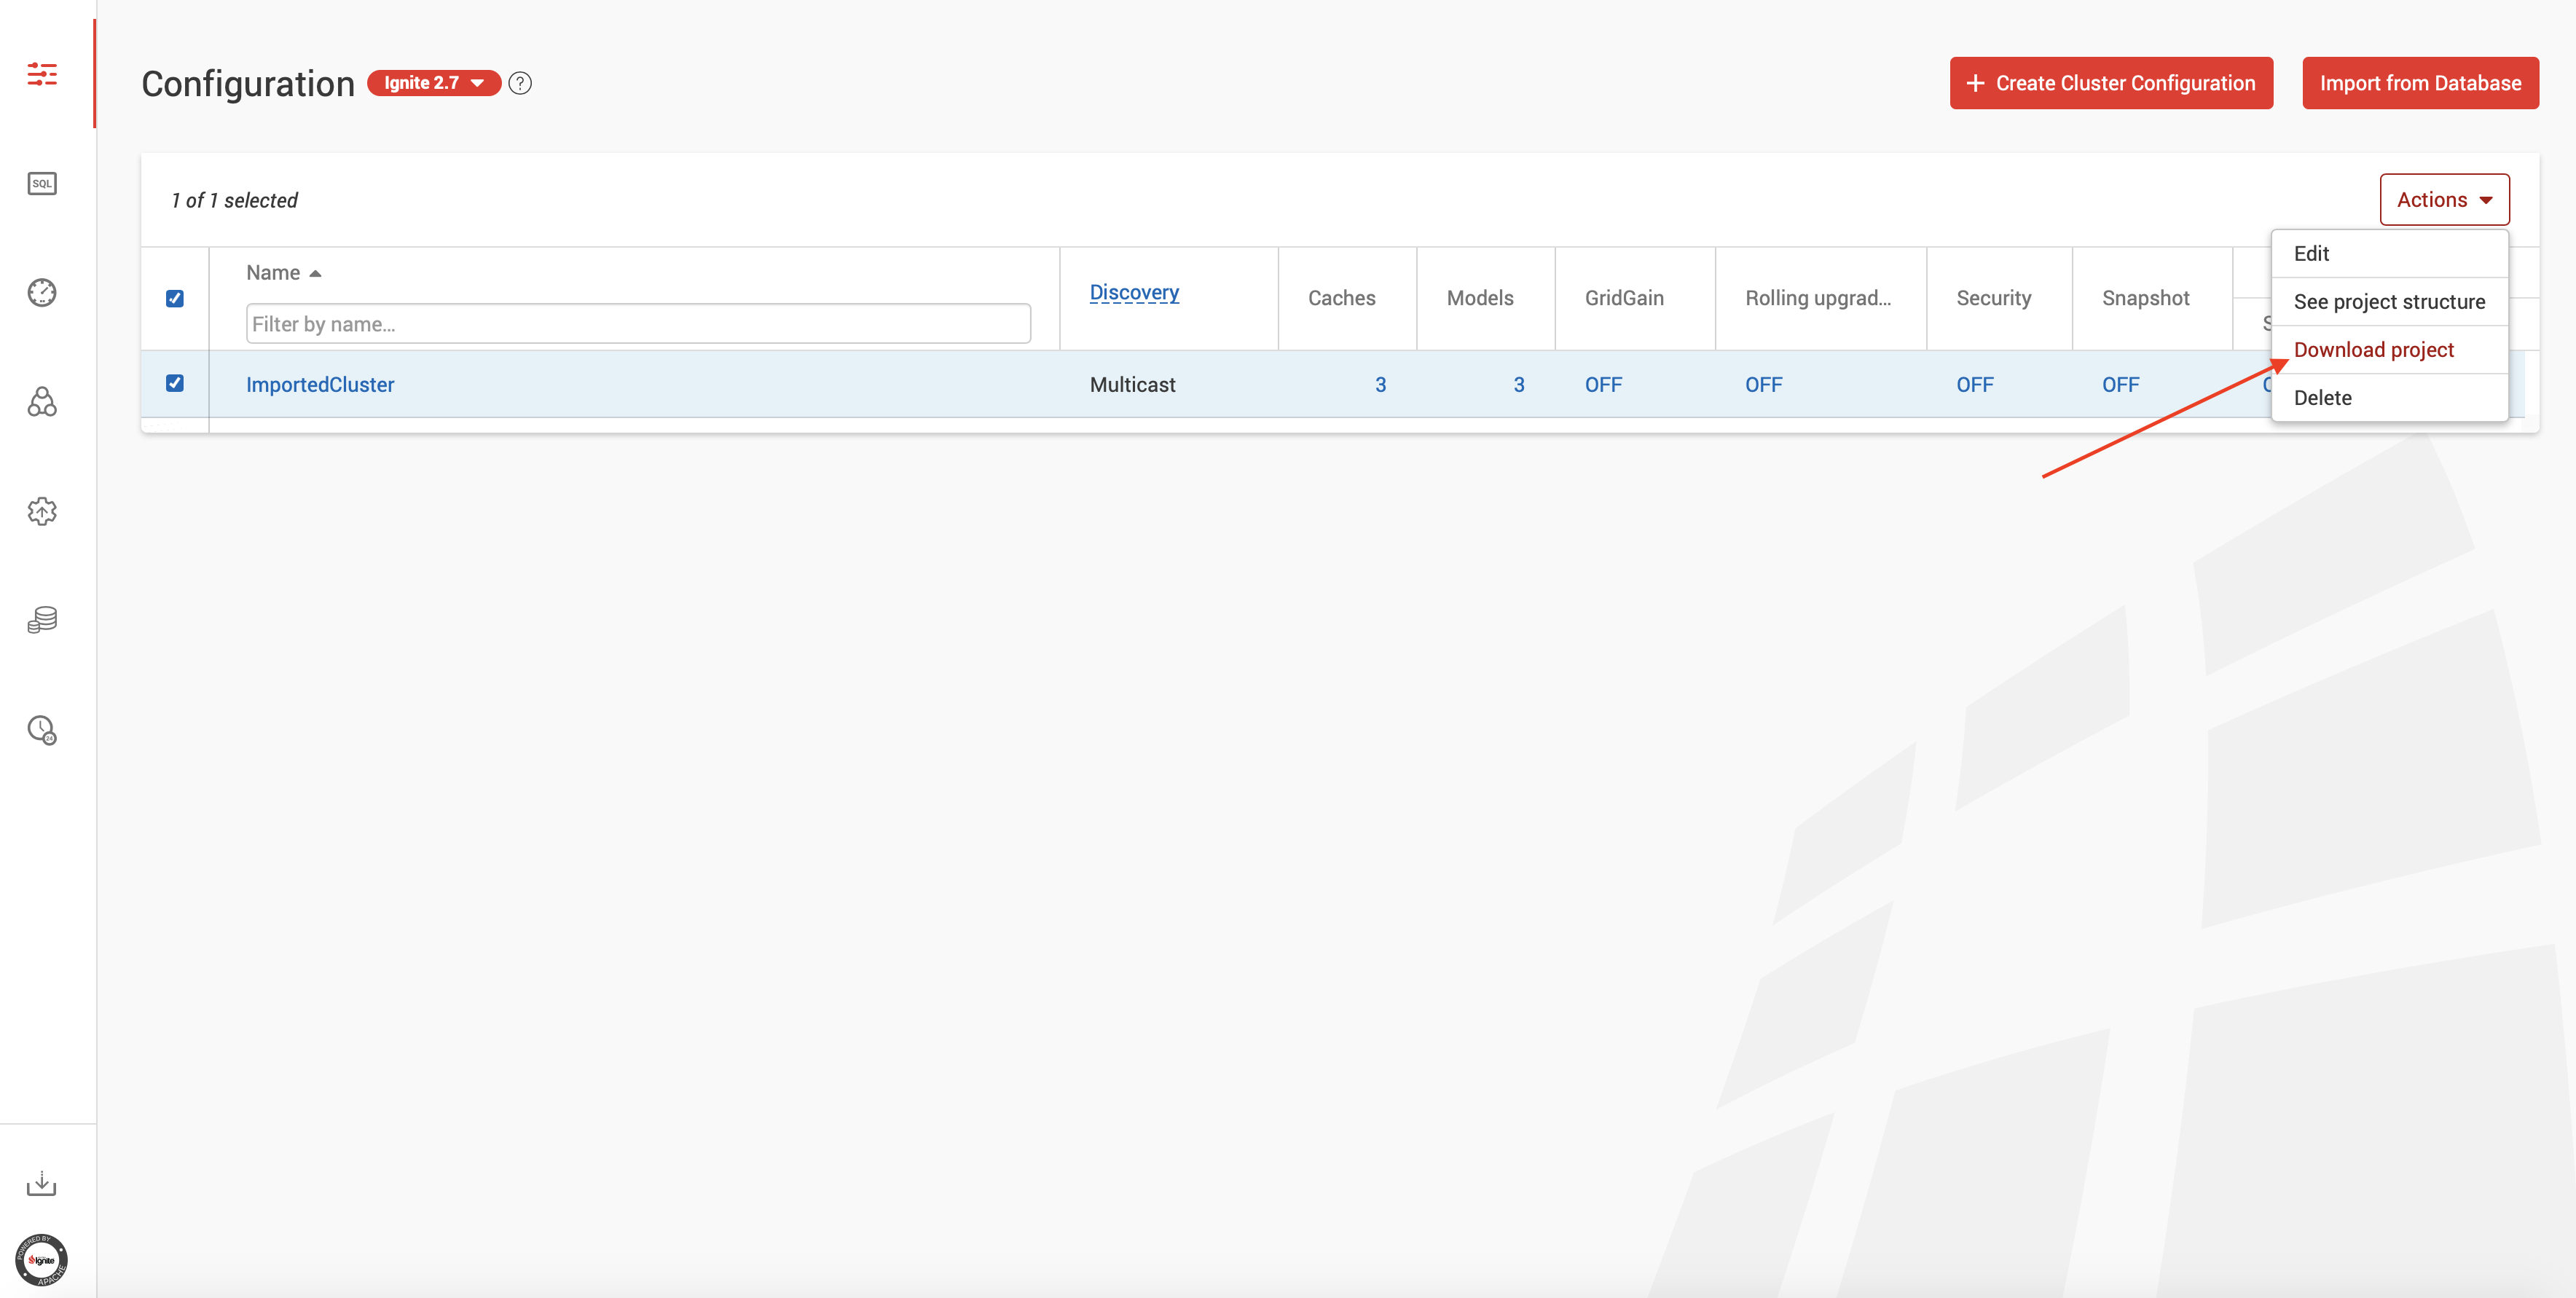 Configuration Ignite 2.7 ?
+ Create Cluster Configuration Import from Database
SQL
1 of 1 selected Actions
Edit
See project structure
Download project
Delete
Name Discovery Caches Models GridGain Rolling upgrad... Security Snapshot
Filter by name...
ImportedCluster Multicast 3 3 OFF OFF OFF OFF
24
POWERED BY
Ignite
APACHE